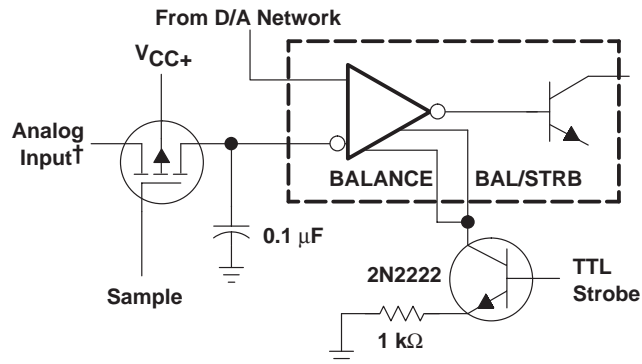 From D/A Network
VCC+
Analog
Input†
BALANCE
BAL/STRB
0.1 μF
2N2222
TTL
Strobe
Sample
1 kΩ